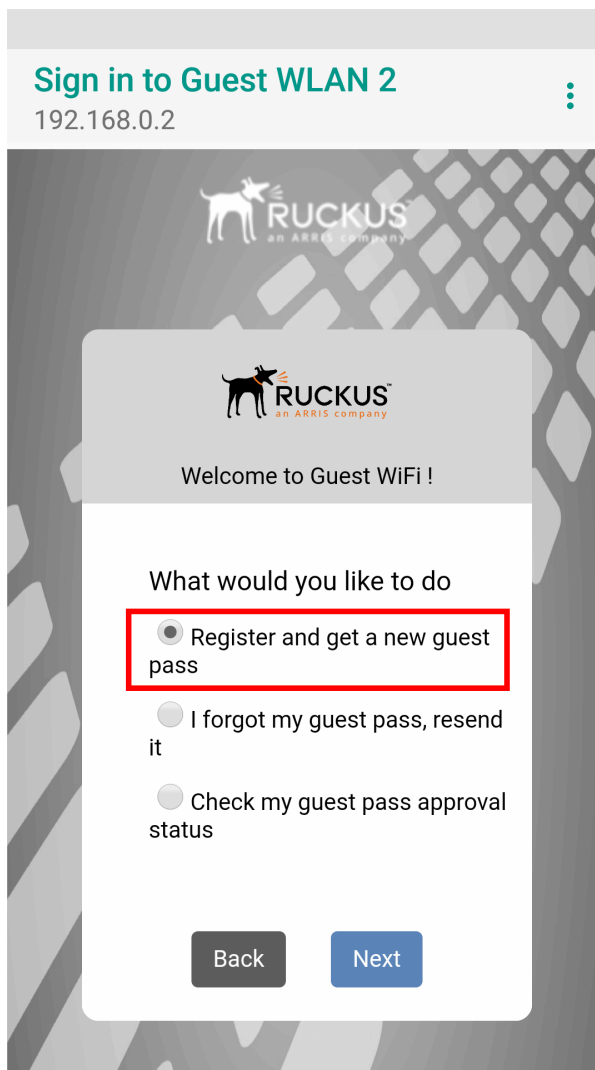 Sign in to Guest WLAN 2
192.168.0.2
RUCKUS
an ARRIS company
RUCKUS™
an ARRIS company
Welcome to Guest WiFi !
What would you like to do
Register and get a new guest
pass
I forgot my guest pass, resend
it
Check my guest pass approval
status
Back
Next